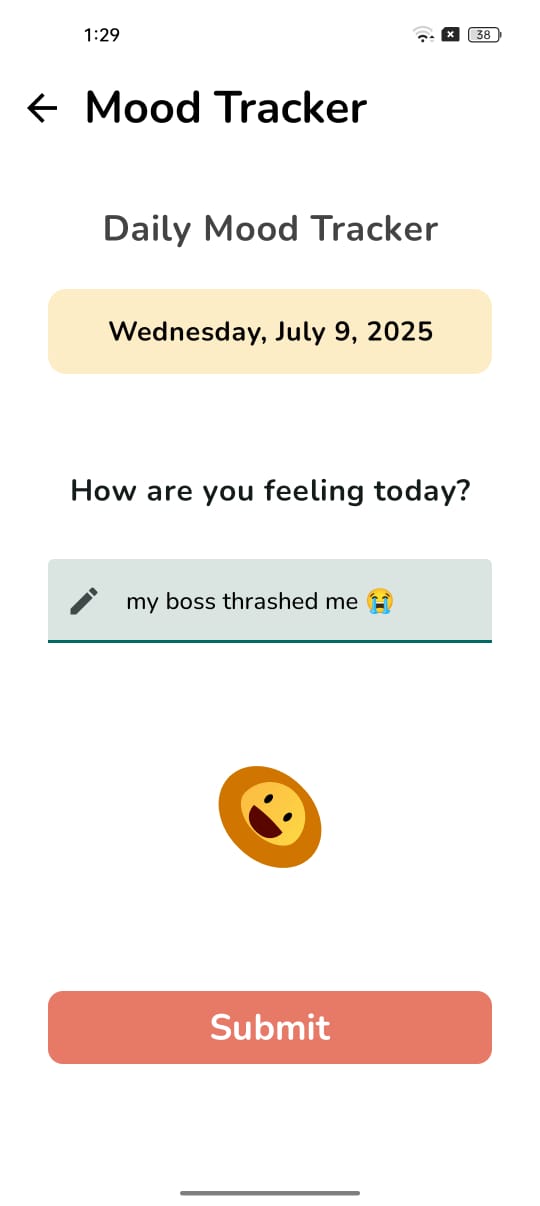 1:29
38
Mood Tracker
Daily Mood Tracker
Wednesday, July 9, 2025
How are you feeling today?
my boss thrashed me 😭
Submit